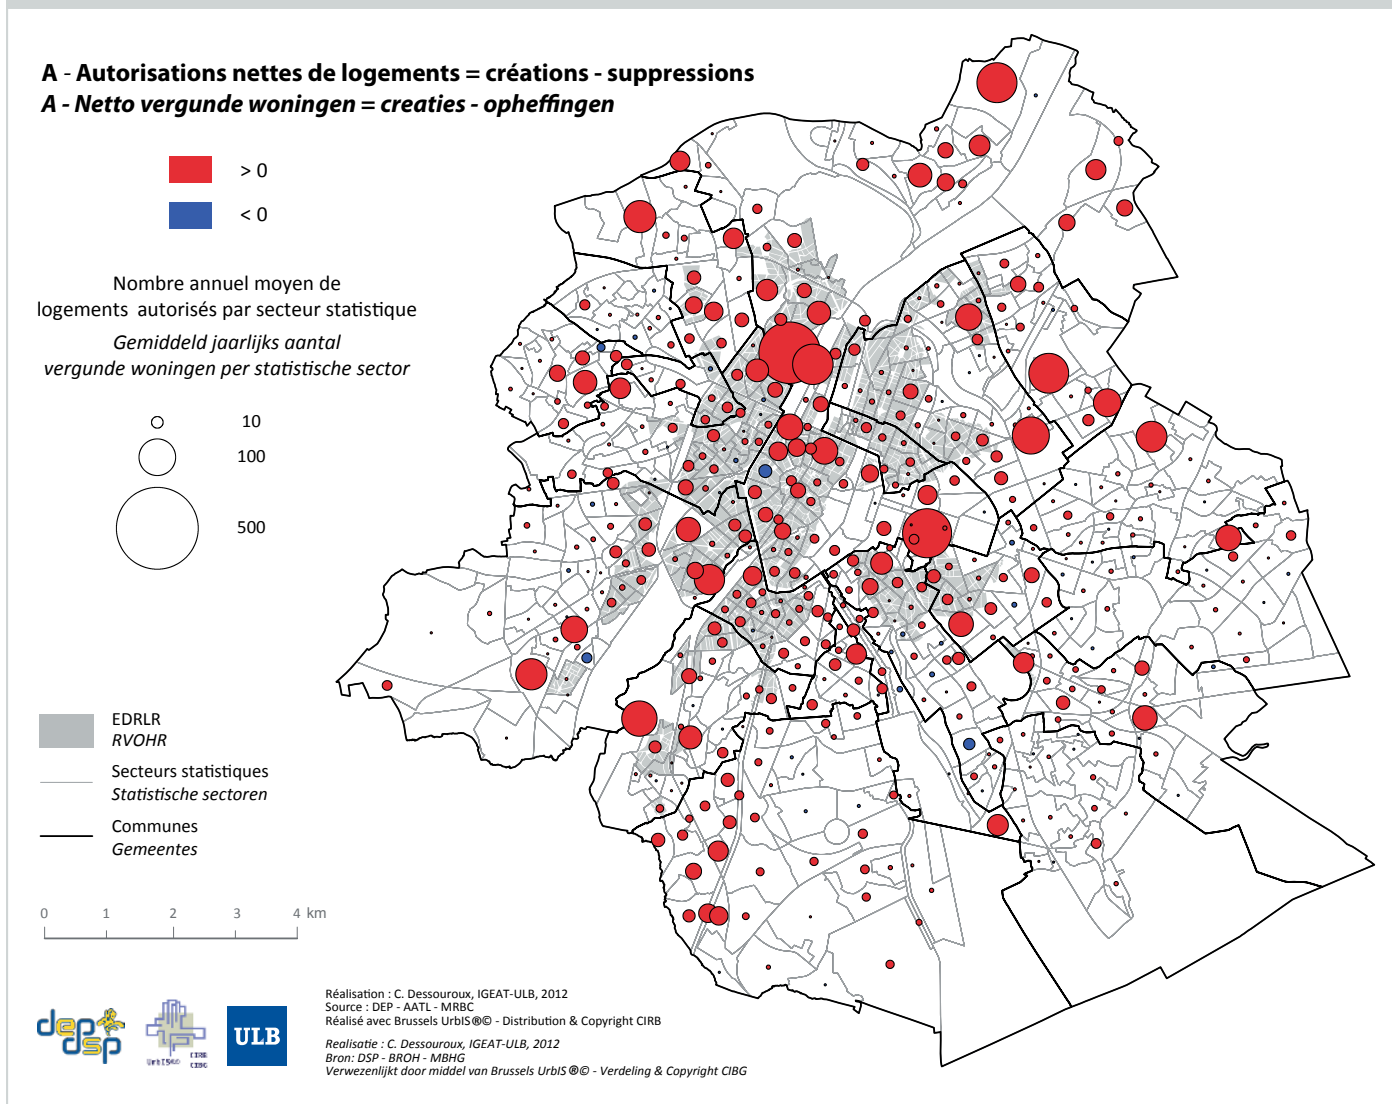 A - Autorisations nettes de logements = créations - suppressions
A - Netto vergunde woningen = creaties - opheffingen
> 0
< 0
Nombre annuel moyen de
logements autorisés par secteur statistique
Gemiddeld jaarlijks aantal
vergunde woningen per statistische sector
10
100
500
EDRLR
RVOHR
Secteurs statistiques
Statistische sectoren
Communes
Gemeentes
0 1 2 3 4 km
dep
dsp
UrbIS
CIRB
CIBG
ULB
Réalisation : C. Dessouroux, IGEAT-ULB, 2012
Source : DEP - AATL - MRBC
Réalisé avec Brussels UrbIS®© - Distribution & Copyright CIRB
Realisatie : C. Dessouroux, IGEAT-ULB, 2012
Bron: DSP - BROH - MBHG
Verwezenlijkt door middel van Brussels UrbIS ®© - Verdeling & Copyright CIBG